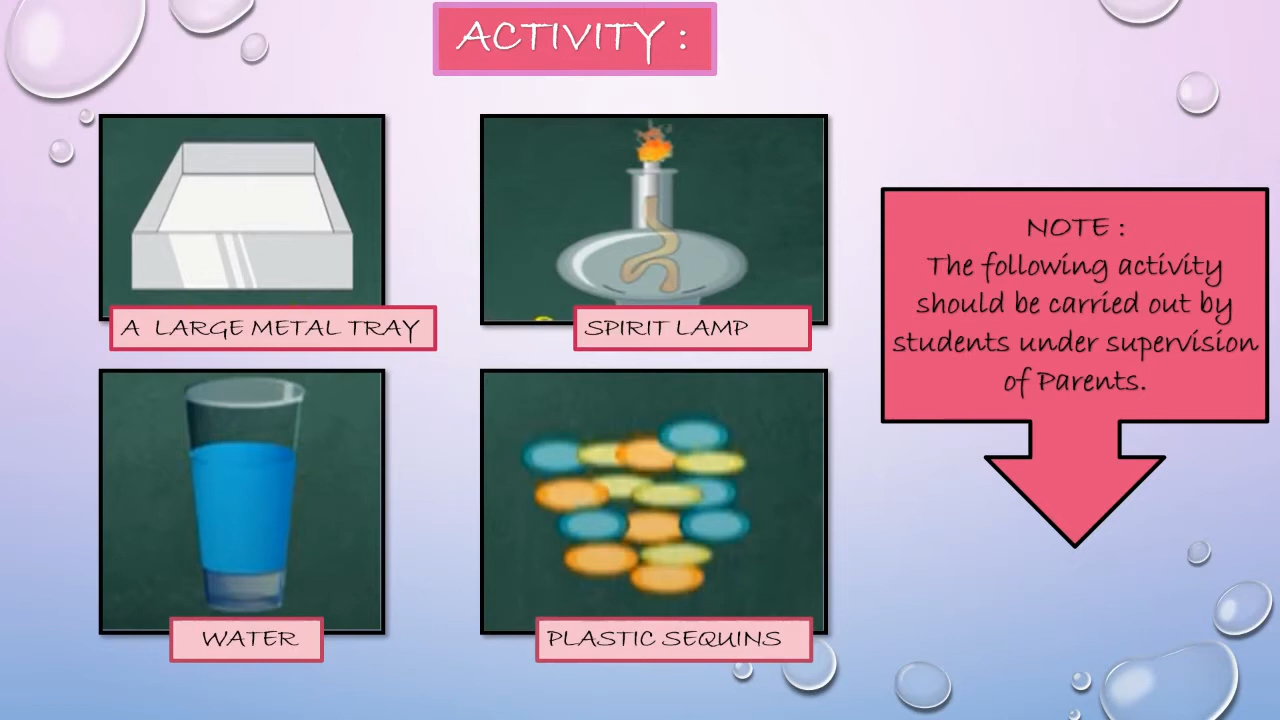 ACTIVITY :
A LARGE METAL TRAY
SPIRIT LAMP
WATER
PLASTIC SEQUINS
NOTE :
The following activity
should be carried out by
students under supervision
of Parents.